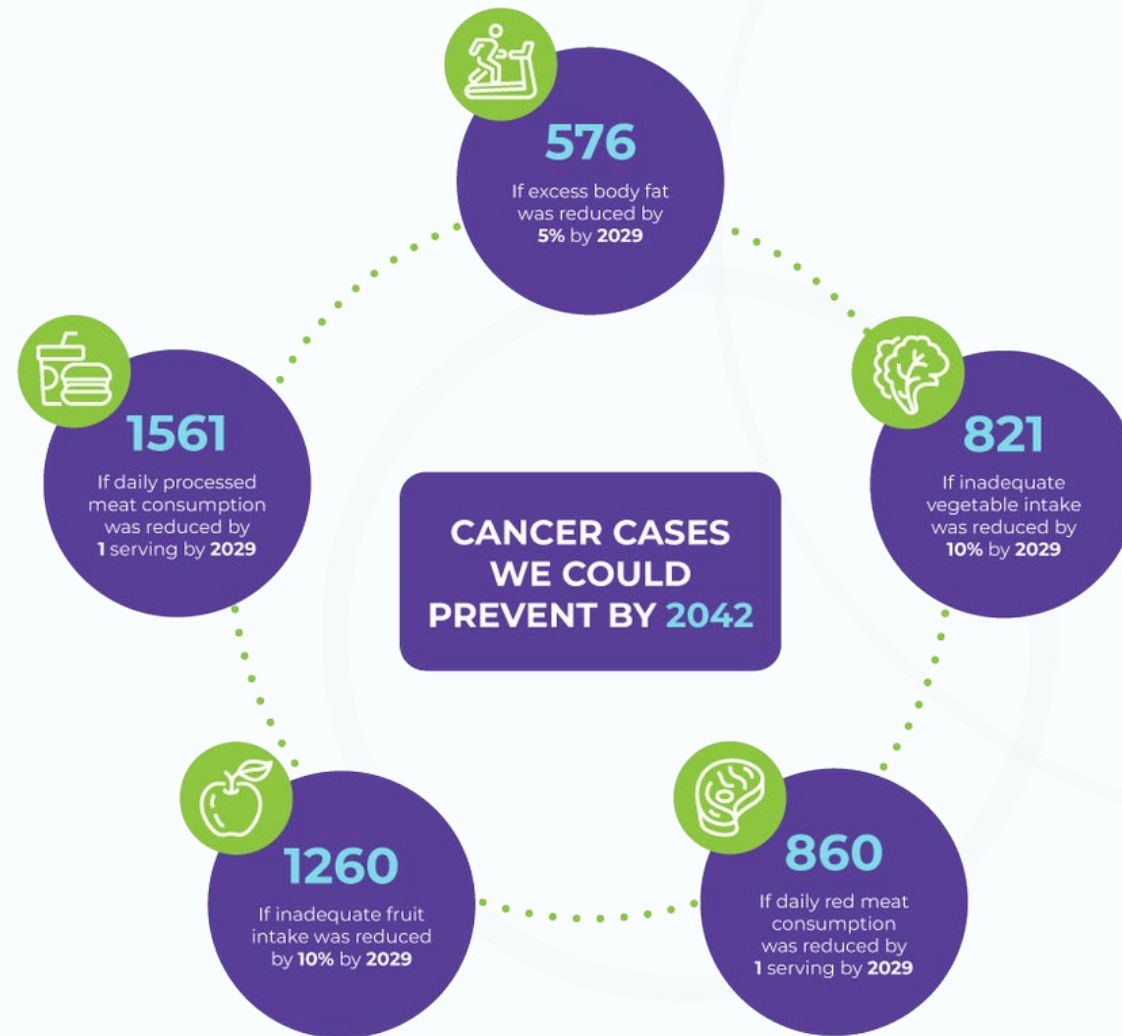 576
If excess body fat
was reduced by
5% by 2029
1561
If daily processed
meat consumption
was reduced by
1 serving by 2029
821
If inadequate
vegetable intake
was reduced by
10% by 2029
CANCER CASES
WE COULD
PREVENT BY 2042
1260
If inadequate fruit
intake was reduced
by 10% by 2029
860
If daily red meat
consumption
was reduced by
1 serving by 2029